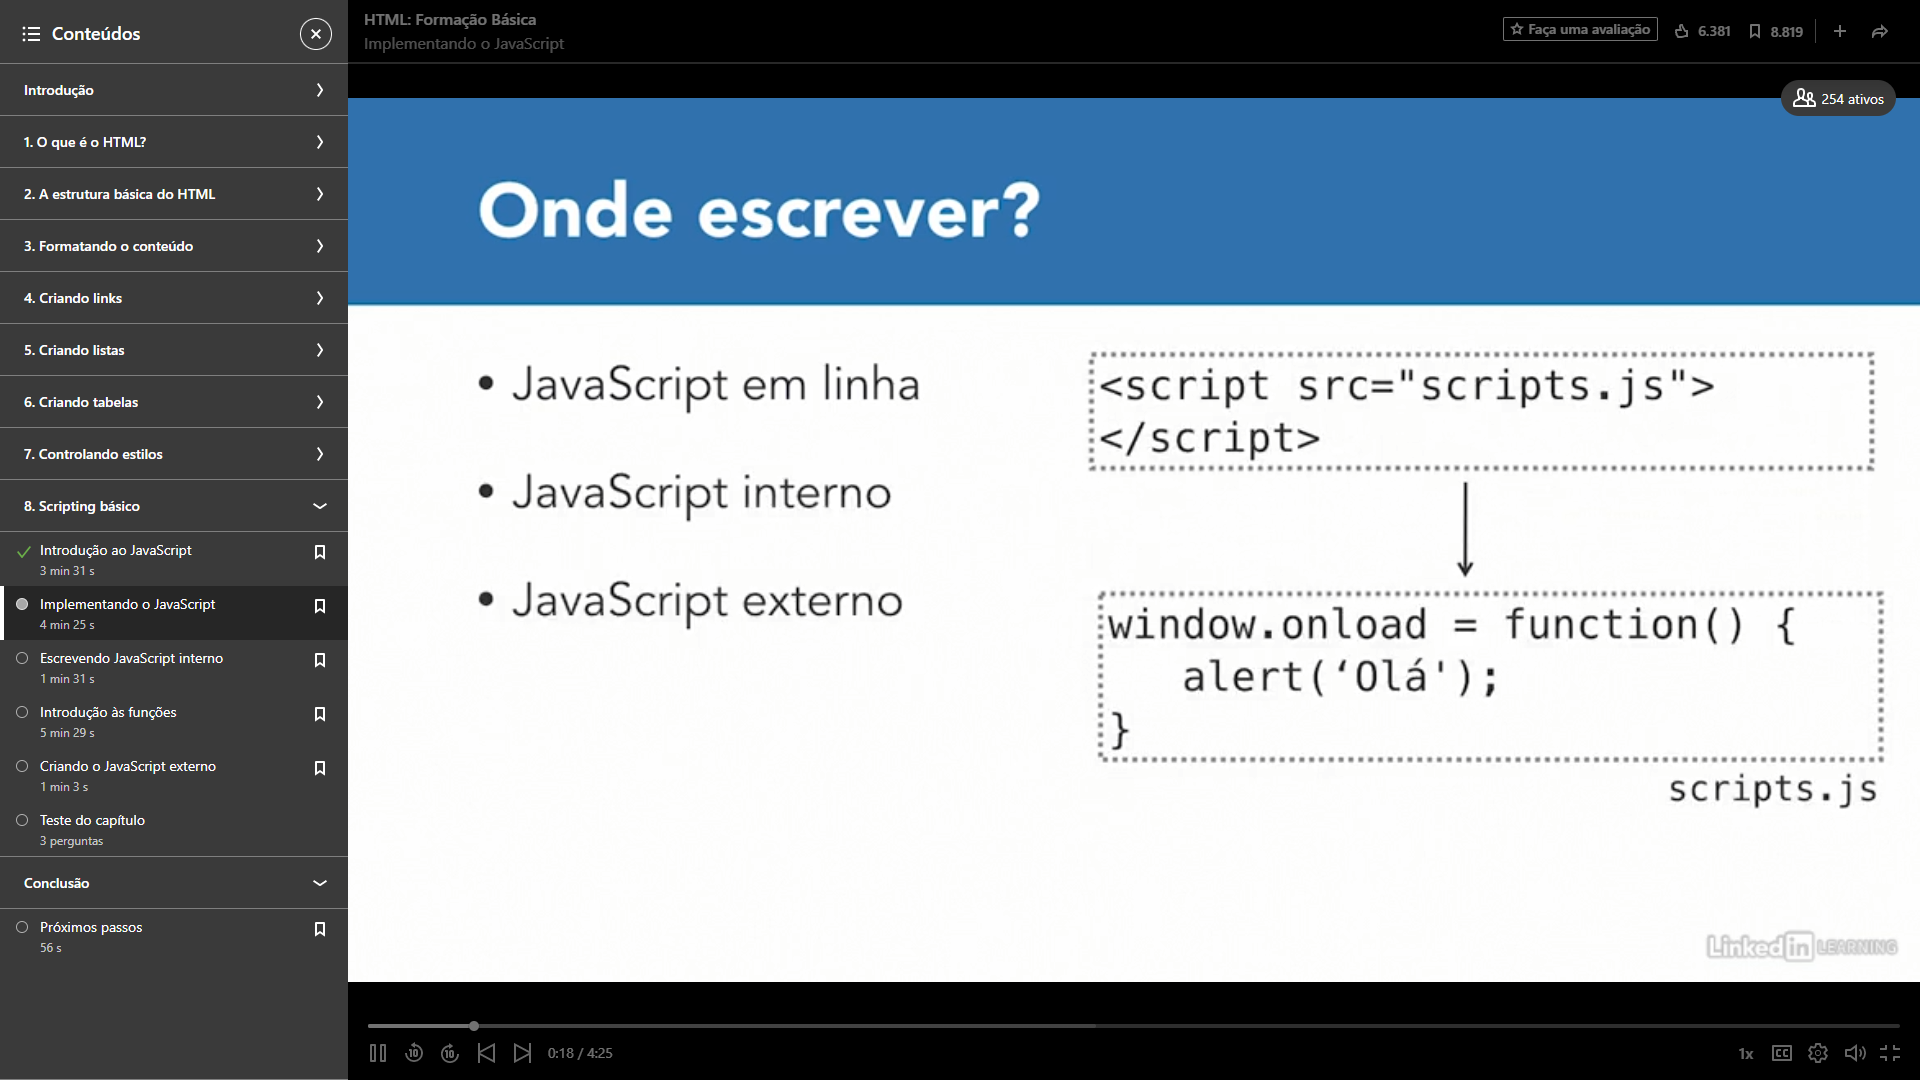 Conteúdos
Introdução
1. O que é o HTML?
2. A estrutura básica do HTML
3. Formatando o conteúdo
4. Criando links
5. Criando listas
6. Criando tabelas
7. Controlando estilos
8. Scripting básico
Introdução ao JavaScript
3 min 31 s
Implementando o JavaScript
4 min 25 s
Escrevendo JavaScript interno
1 min 31 s
Introdução às funções
5 min 29 s
Criando o JavaScript externo
1 min 3 s
Teste do capítulo
3 perguntas
Conclusão
Próximos passos
56 s
HTML: Formação Básica
Implementando o JavaScript
Faça uma avaliação
6.381
8.819
254 ativos
Onde escrever?
• JavaScript em linha
• JavaScript interno
• JavaScript externo
<script src="scripts.js">
</script>
window.onload = function() {
alert(‘Olá');
}
scripts.js
LinkedIn LEARNING
10
10
0:18 / 4:25
1x
CC